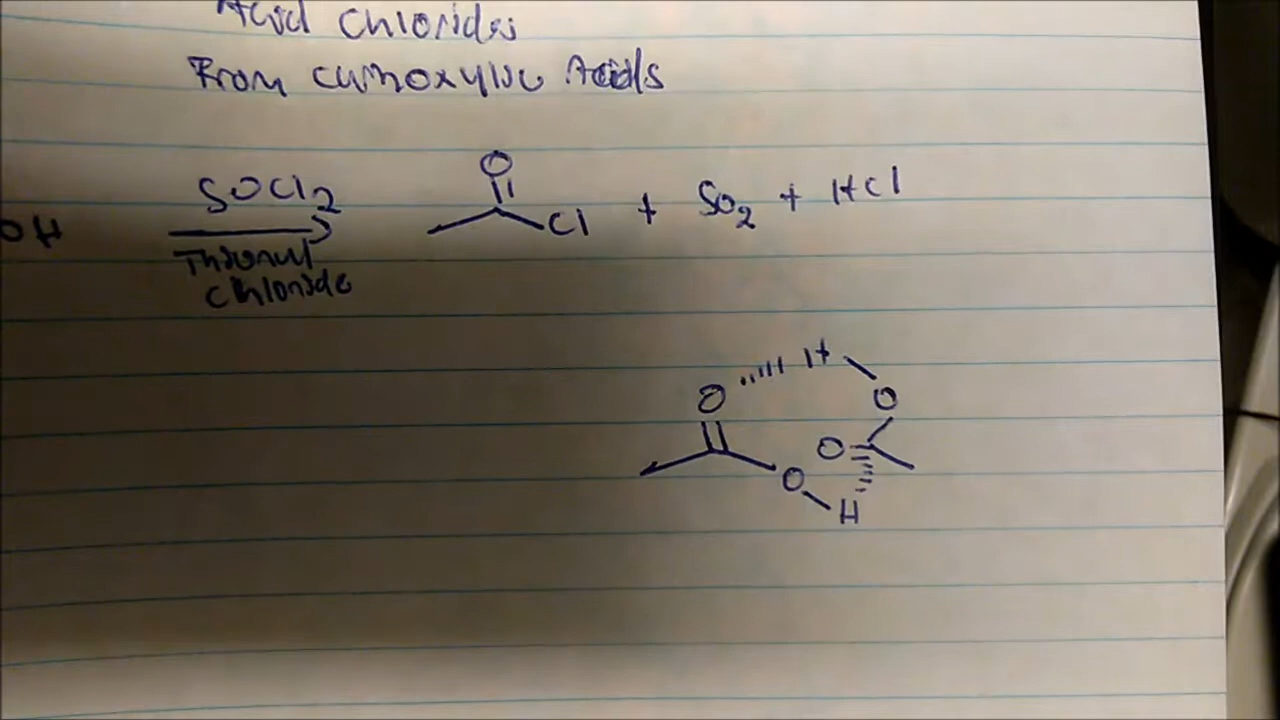 Acid Chlorides
From carboxylic Acids
OH SOCl2 O Cl + SO2 + HCl
Thionyl
chloride
O H O
O O
H